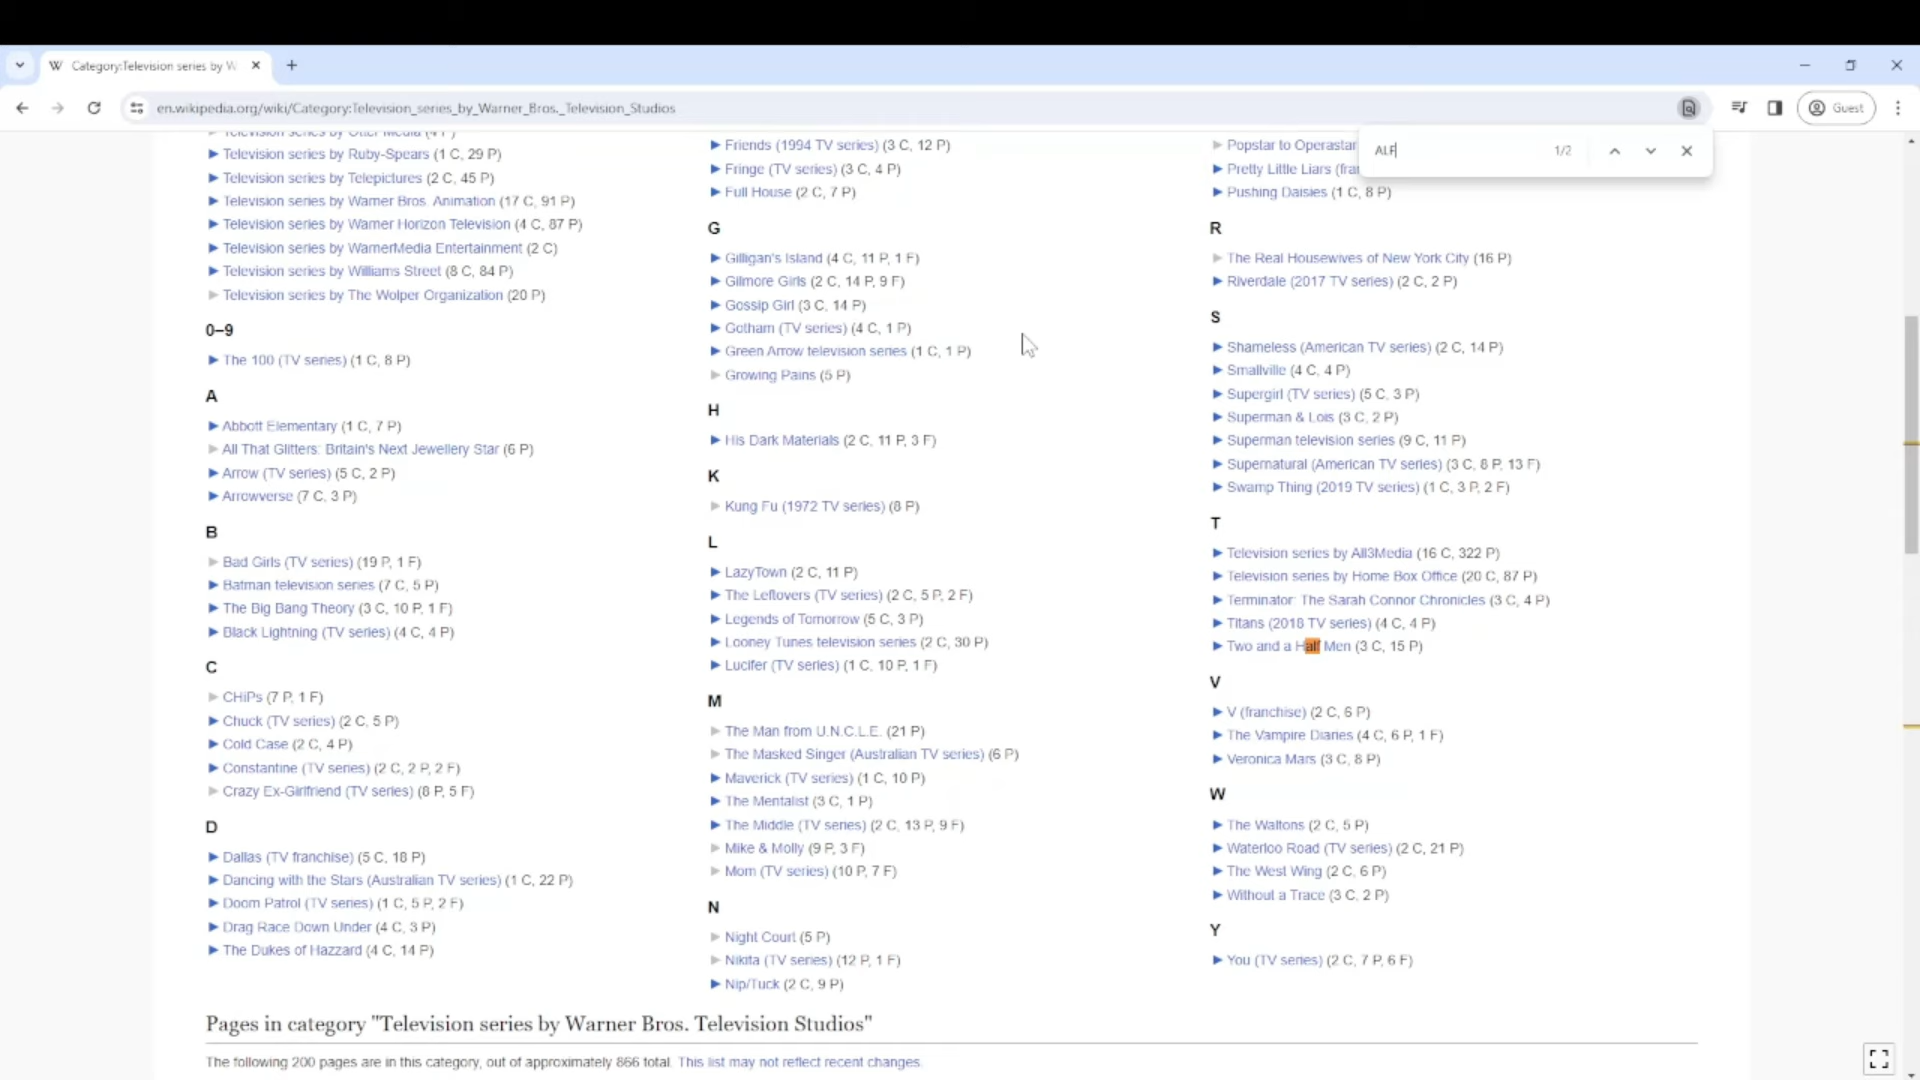 Category:Television series by W
en.wikipedia.org/wiki/Category:Television_series_by_Warner_Bros._Television_Studios
Guest
ALF
1/2
Television series by Otter Media (4 P)
Television series by Ruby-Spears (1 C, 29 P)
Television series by Telepictures (2 C, 45 P)
Television series by Warner Bros. Animation (17 C, 91 P)
Television series by Warner Horizon Television (4 C, 87 P)
Television series by WarnerMedia Entertainment (2 C)
Television series by Williams Street (8 C, 84 P)
Television series by The Wolper Organization (20 P)
0–9
The 100 (TV series) (1 C, 8 P)
A
Abbott Elementary (1 C, 7 P)
All That Glitters: Britain's Next Jewellery Star (6 P)
Arrow (TV series) (5 C, 2 P)
Arrowverse (7 C, 3 P)
B
Bad Girls (TV series) (19 P, 1 F)
Batman television series (7 C, 5 P)
The Big Bang Theory (3 C, 10 P, 1 F)
Black Lightning (TV series) (4 C, 4 P)
C
CHiPs (7 P, 1 F)
Chuck (TV series) (2 C, 5 P)
Cold Case (2 C, 4 P)
Constantine (TV series) (2 C, 2 P, 2 F)
Crazy Ex-Girlfriend (TV series) (8 P, 5 F)
D
Dallas (TV franchise) (5 C, 18 P)
Dancing with the Stars (Australian TV series) (1 C, 22 P)
Doom Patrol (TV series) (1 C, 5 P, 2 F)
Drag Race Down Under (4 C, 3 P)
The Dukes of Hazzard (4 C, 14 P)
Friends (1994 TV series) (3 C, 12 P)
Fringe (TV series) (3 C, 4 P)
Full House (2 C, 7 P)
G
Gilligan's Island (4 C, 11 P, 1 F)
Gilmore Girls (2 C, 14 P, 9 F)
Gossip Girl (3 C, 14 P)
Gotham (TV series) (4 C, 1 P)
Green Arrow television series (1 C, 1 P)
Growing Pains (5 P)
H
His Dark Materials (2 C, 11 P, 3 F)
K
Kung Fu (1972 TV series) (8 P)
L
LazyTown (2 C, 11 P)
The Leftovers (TV series) (2 C, 5 P, 2 F)
Legends of Tomorrow (5 C, 3 P)
Looney Tunes television series (2 C, 30 P)
Lucifer (TV series) (1 C, 10 P, 1 F)
M
The Man from U.N.C.L.E. (21 P)
The Masked Singer (Australian TV series) (6 P)
Maverick (TV series) (1 C, 10 P)
The Mentalist (3 C, 1 P)
The Middle (TV series) (2 C, 13 P, 9 F)
Mike & Molly (9 P, 3 F)
Mom (TV series) (10 P, 7 F)
N
Night Court (5 P)
Nikita (TV series) (12 P, 1 F)
Nip/Tuck (2 C, 9 P)
Popstar to Operastar
Pretty Little Liars (fra
Pushing Daisies (1 C, 8 P)
R
The Real Housewives of New York City (16 P)
Riverdale (2017 TV series) (2 C, 2 P)
S
Shameless (American TV series) (2 C, 14 P)
Smallville (4 C, 4 P)
Supergirl (TV series) (5 C, 3 P)
Superman & Lois (3 C, 2 P)
Superman television series (9 C, 11 P)
Supernatural (American TV series) (3 C, 8 P, 13 F)
Swamp Thing (2019 TV series) (1 C, 3 P, 2 F)
T
Television series by All3Media (16 C, 322 P)
Television series by Home Box Office (20 C, 87 P)
Terminator: The Sarah Connor Chronicles (3 C, 4 P)
Titans (2018 TV series) (4 C, 4 P)
Two and a Half Men (3 C, 15 P)
V
V (franchise) (2 C, 6 P)
The Vampire Diaries (4 C, 6 P, 1 F)
Veronica Mars (3 C, 8 P)
W
The Waltons (2 C, 5 P)
Waterloo Road (TV series) (2 C, 21 P)
The West Wing (2 C, 6 P)
Without a Trace (3 C, 2 P)
Y
You (TV series) (2 C, 7 P, 6 F)
Pages in category "Television series by Warner Bros. Television Studios"
The following 200 pages are in this category, out of approximately 866 total. This list may not reflect recent changes.